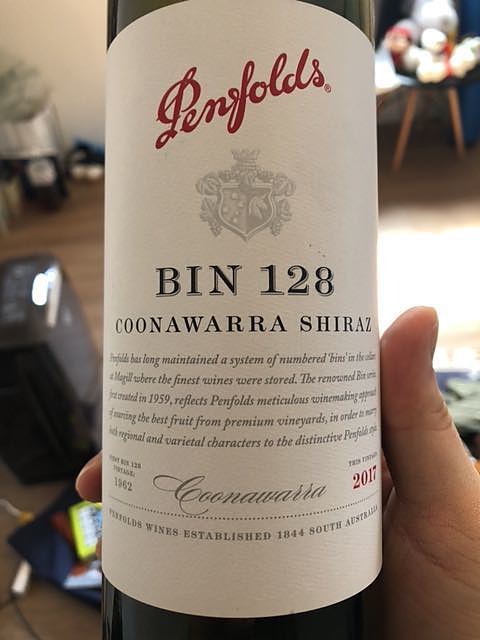 Penfolds®
BIN 128
COONAWARRA SHIRAZ
Penfolds has long maintained a system of numbered 'bins' in the cellars
at Magill where the finest wines were stored. The renowned Bin series,
first created in 1959, reflects Penfolds meticulous winemaking approach
of sourcing the best fruit from premium vineyards, in order to marry
both regional and varietal characters to the distinctive Penfolds style.
FIRST BIN 128
VINTAGE:
1962
Coonawarra
THIS VINTAGE
2017
PENFOLDS WINES ESTABLISHED 1844 SOUTH AUSTRALIA